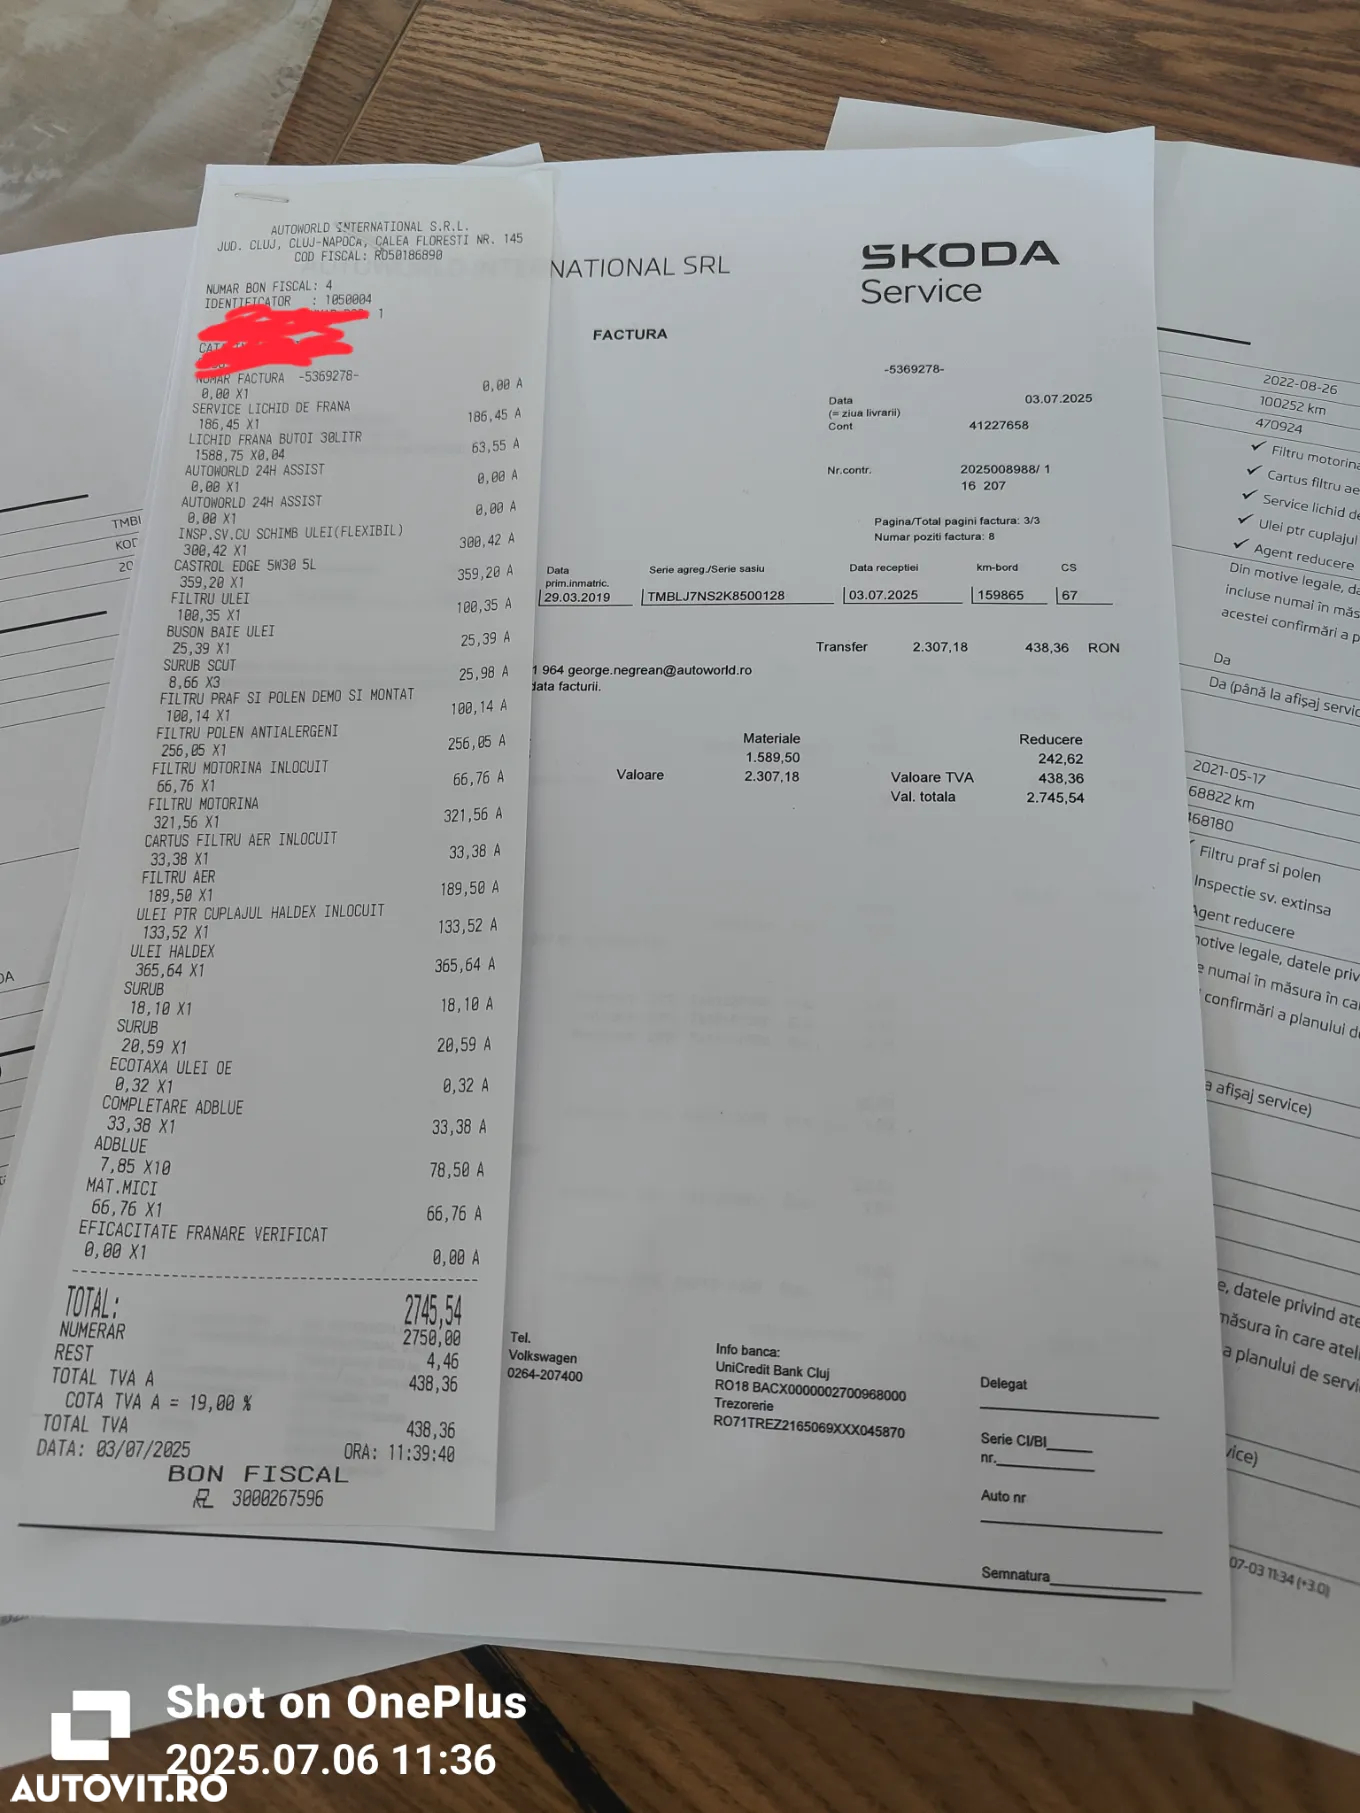 AUTOWORLD INTERNATIONAL S.R.L.
JUD. CLUJ, CLUJ-NAPOCA, CALEA FLORESTI NR. 145
COD FISCAL: RO50186890
NUMAR BON FISCAL: 4
IDENTIFICATOR : 1050004
1
NUMAR FACTURA -5369278-
0,00 X1 0,00 A
SERVICE LICHID DE FRANA
186,45 X1 186,45 A
LICHID FRANA BUTOI 30LITR
1588,75 X0,04 63,55 A
AUTOWORLD 24H ASSIST
0,00 X1 0,00 A
AUTOWORLD 24H ASSIST
0,00 X1 0,00 A
INSP.SV.CU SCHIMB ULEI(FLEXIBIL)
300,42 X1 300,42 A
CASTROL EDGE 5W30 5L
359,20 X1 359,20 A
FILTRU ULEI
100,35 X1 100,35 A
BUSON BAIE ULEI
25,39 X1 25,39 A
SURUB SCUT
8,66 X3 25,98 A
FILTRU PRAF SI POLEN DEMO SI MONTAT
100,14 X1 100,14 A
FILTRU POLEN ANTIALERGENI
256,05 X1 256,05 A
FILTRU MOTORINA INLOCUIT
66,76 X1 66,76 A
FILTRU MOTORINA
321,56 X1 321,56 A
CARTUS FILTRU AER INLOCUIT
33,38 X1 33,38 A
FILTRU AER
189,50 X1 189,50 A
ULEI PTR CUPLAJUL HALDEX INLOCUIT
133,52 X1 133,52 A
ULEI HALDEX
365,64 X1 365,64 A
SURUB
18,10 X1 18,10 A
SURUB
20,59 X1 20,59 A
ECOTAXA ULEI OE
0,32 X1 0,32 A
COMPLETARE ADBLUE
33,38 X1 33,38 A
ADBLUE
7,85 X10 78,50 A
MAT.MICI
66,76 X1 66,76 A
EFICACITATE FRANARE VERIFICAT
0,00 X1 0,00 A
TOTAL: 2745,54
NUMERAR 2750,00
REST 4,46
TOTAL TVA A 438,36
COTA TVA A = 19,00 %
TOTAL TVA 438,36
DATA: 03/07/2025 ORA: 11:39:40
BON FISCAL
3000267596
NATIONAL SRL
SKODA
Service
FACTURA
-5369278-
Data 03.07.2025
(= ziua livrarii)
Cont 41227658
Nr.contr. 2025008988/ 1
16 207
Pagina/Total pagini factura: 3/3
Numar poziti factura: 8
Data prim.inmatric. Serie agreg./Serie sasiu Data receptiei km-bord CS
29.03.2019 TMBLJ7NS2K8500128 03.07.2025 159865 67
Transfer 2.307,18 438,36 RON
1 964 george.negrean@autoworld.ro
data facturii.
Materiale Reducere
1.589,50 242,62
Valoare 2.307,18 Valoare TVA 438,36
Val. totala 2.745,54
Tel.
Volkswagen
0264-207400
Info banca:
UniCredit Bank Cluj
RO18 BACX0000002700968000
Trezorerie
RO71TREZ2165069XXX045870
Delegat
Serie CI/BI
nr.
Auto nr
Semnatura
2022-08-26
100252 km
470924
✓ Filtru motorina
✓ Cartus filtru ae
✓ Service lichid de
✓ Ulei ptr cuplajul
✓ Agent reducere
Din motive legale, da
incluse numai în măs
acestei confirmări a p
Da
Da (până la afișaj servic
2021-05-17
68822 km
468180
Filtru praf si polen
Inspectie sv. extinsa
Agent reducere
motive legale, datele priv
e numai în măsura în ca
confirmări a planului de
a afișaj service)
e, datele privind ate
măsura în care atel
a planului de servi
vice)
07-03 11:34 (+3.0)
TMBL
20
Shot on OnePlus
2025.07.06 11:36
AUTOVIT.RO